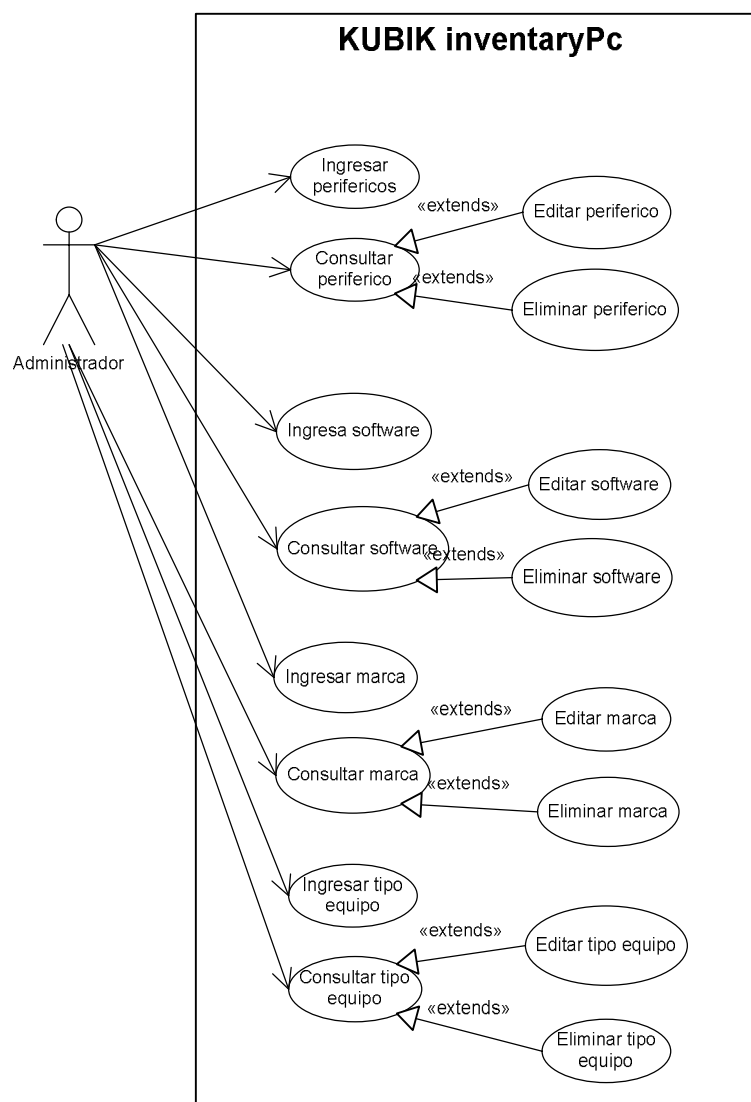 KUBIK inventaryPc
Ingresar
perifericos
«extends»
Editar periferico
Consultar
periferico
«extends»
Eliminar periferico
Administrador
Ingresa software
«extends»
Editar software
Consultar software
«extends»
Eliminar software
Ingresar marca
«extends»
Editar marca
Consultar marca
«extends»
Eliminar marca
Ingresar tipo
equipo
«extends»
Editar tipo equipo
Consultar tipo
equipo
«extends»
Eliminar tipo
equipo